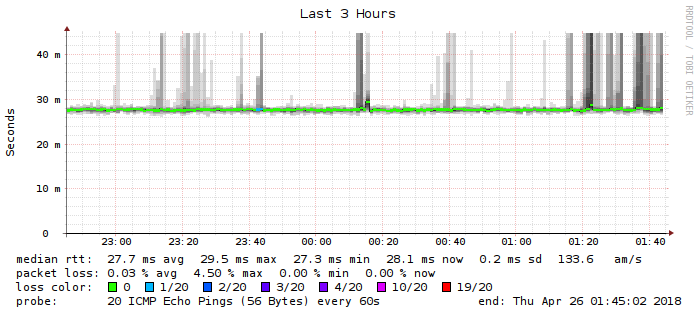 Last 3 Hours
RRDTOOL / TOBI OETIKER
Seconds
40 m
30 m
20 m
10 m
0
23:00 23:20 23:40 00:00 00:20 00:40 01:00 01:20 01:40
median rtt: 27.7 ms avg 29.5 ms max 27.3 ms min 28.1 ms now 0.2 ms sd 133.6 am/s
packet loss: 0.03 % avg 4.50 % max 0.00 % min 0.00 % now
loss color: 0 1/20 2/20 3/20 4/20 10/20 19/20
probe: 20 ICMP Echo Pings (56 Bytes) every 60s end: Thu Apr 26 01:45:02 2018